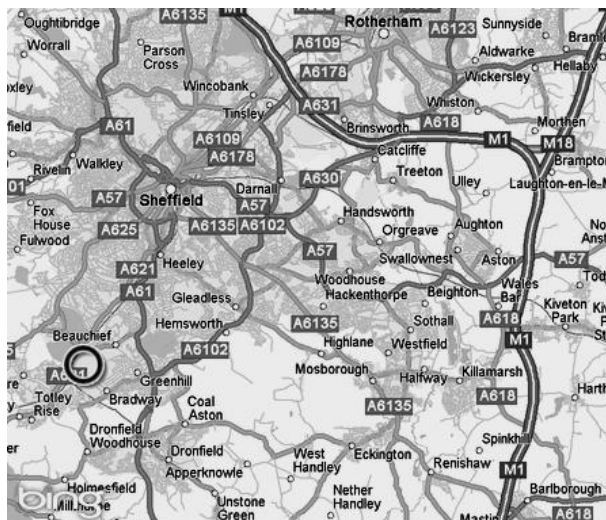 Oughtibridge
A6135
M1
Rotherham
Sunnyside
Worrall
Parson
Cross
A6109
A6123
Aldwarke
Hellaby
A6178
Wickersley
Wincobank
Tinsley
A631
Whiston
A61
Brinsworth
A618
Morthen
A6109
M1
M18
Rivelin
Walkley
A6178
Catcliffe
Brampton
Darnall
A630
Treeton
Ulley
A57
Sheffield
A57
Fox
House
Handsworth
Fulwood
A625
A6135
A6102
Orgreave
Aughton
A57
Swallownest
Aston
A57
A621
Heeley
Woodhouse
Wales
A61
Hackenthorpe
Beighton
Gleadless
Kiveton
Park
Hemsworth
A6135
Sothall
A618
Beauchief
A6102
Highlane
Westfield
M1
Mosborough
Halfway
Killamarsh
Greenhill
Totley
Rise
Bradway
Coal
Aston
A6135
A618
Dronfield
Woodhouse
Spinkhill
Dronfield
West
Handley
Eckington
Renishaw
M1
Apperknowle
Holmesfield
Unstone
Green
Nether
Handley
Barlborough
A618
bing